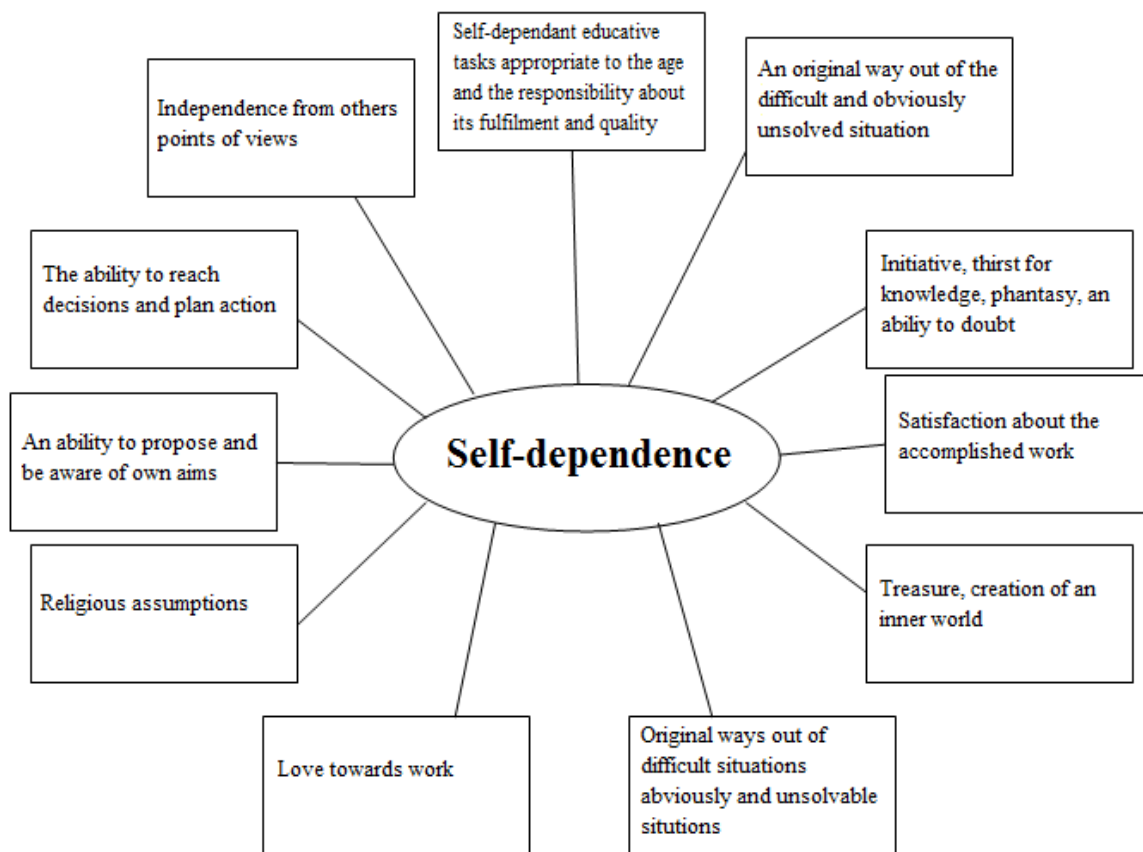 Self-dependant educative
tasks appropriate to the age
and the responsibility about
its fulfilment and quality
An original way out of the
difficult and obviously
unsolved situation
Independence from others
points of views
The ability to reach
decisions and plan action
Initiative, thirst for
knowledge, phantasy, an
abiliy to doubt
An ability to propose and
be aware of own aims
Self-dependence
Satisfaction about the
accomplished work
Religious assumptions
Treasure, creation of an
inner world
Love towards work
Original ways out of
difficult situations
abviously and unsolvable
situtions